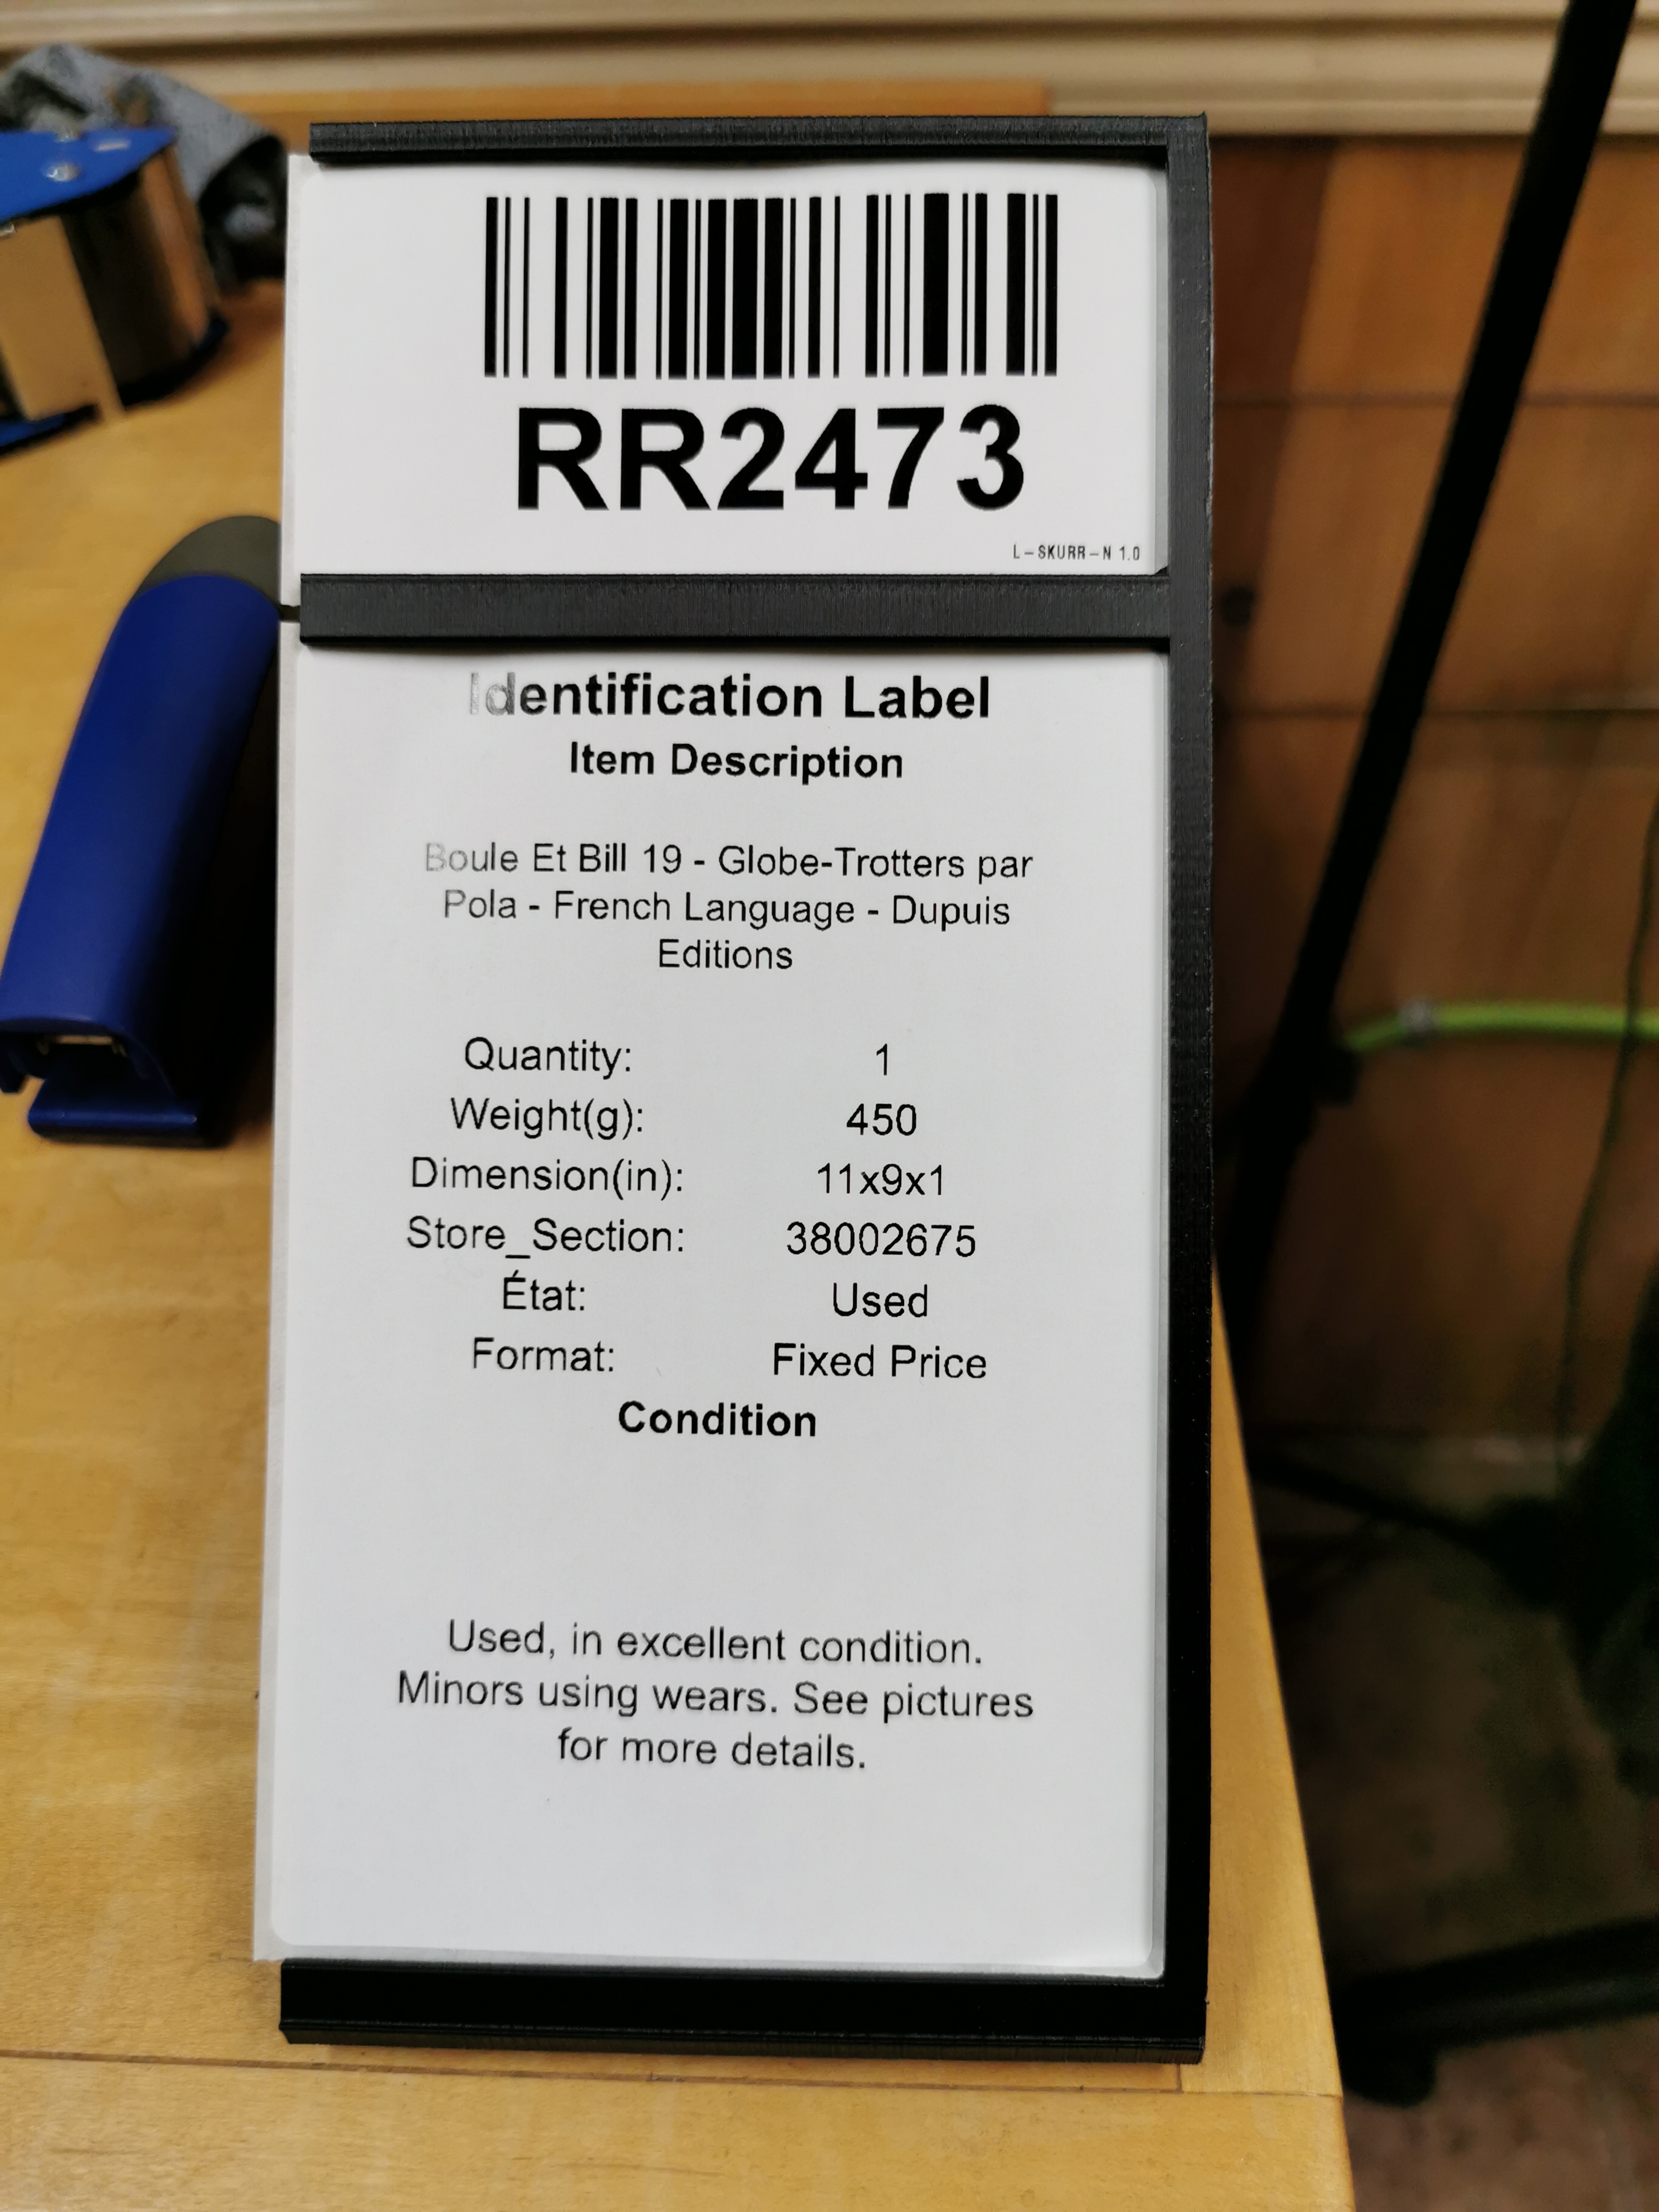 RR2473
L-SKURR-N 1.0
Identification Label
Item Description
Boule Et Bill 19 - Globe-Trotters par
Pola - French Language - Dupuis
Editions
Quantity: 1
Weight(g): 450
Dimension(in): 11x9x1
Store_Section: 38002675
État: Used
Format: Fixed Price
Condition
Used, in excellent condition.
Minors using wears. See pictures
for more details.